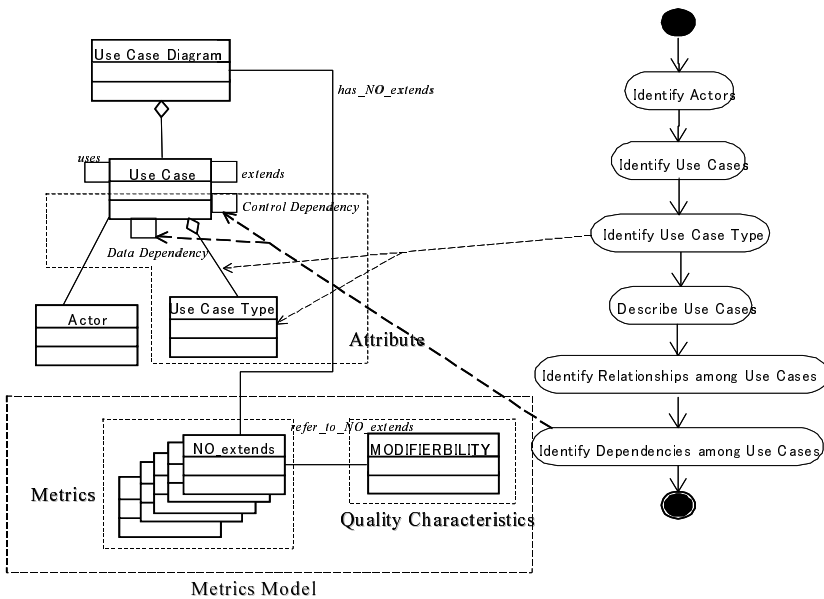 Use Case Diagram
has_NO_extends
uses
Use Case
extends
Control Dependency
Data Dependency
Actor
Use Case Type
Attribute
refer_to_NO_extends
NO_extends
MODIFIERBILITY
Metrics
Quality Characteristics
Metrics Model
Identify Actors
Identify Use Cases
Identify Use Case Type
Describe Use Cases
Identify Relationships among Use Cases
Identify Dependencies among Use Cases